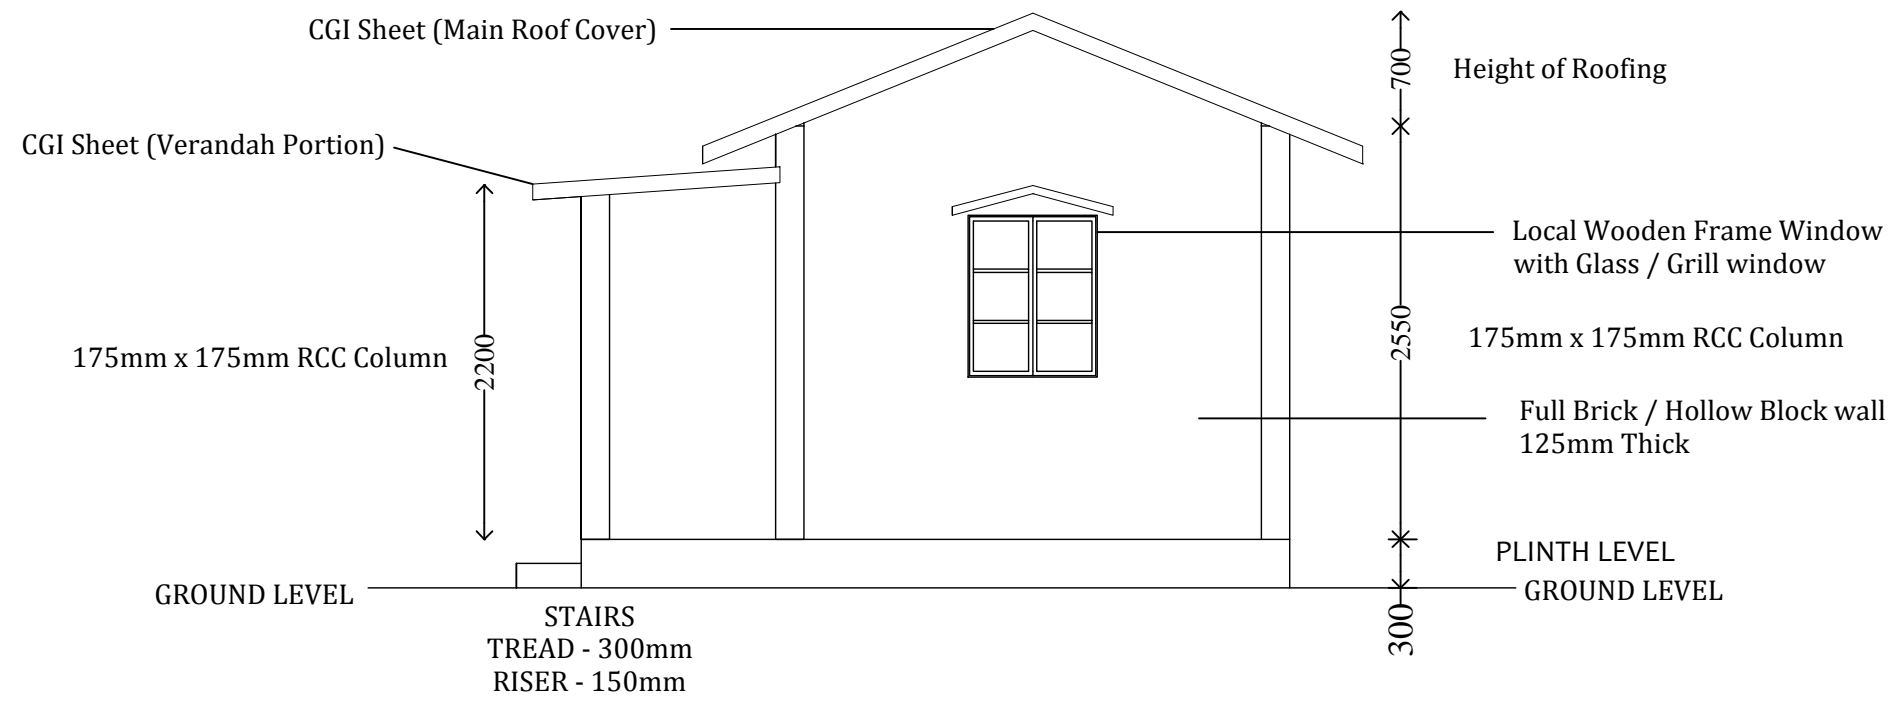 CGI Sheet (Main Roof Cover)
700
Height of Roofing
CGI Sheet (Verandah Portion)
Local Wooden Frame Window
with Glass / Grill window
2550
175mm x 175mm RCC Column
175mm x 175mm RCC Column
2200
Full Brick / Hollow Block wall
125mm Thick
PLINTH LEVEL
GROUND LEVEL
GROUND LEVEL
300
STAIRS
TREAD - 300mm
RISER - 150mm